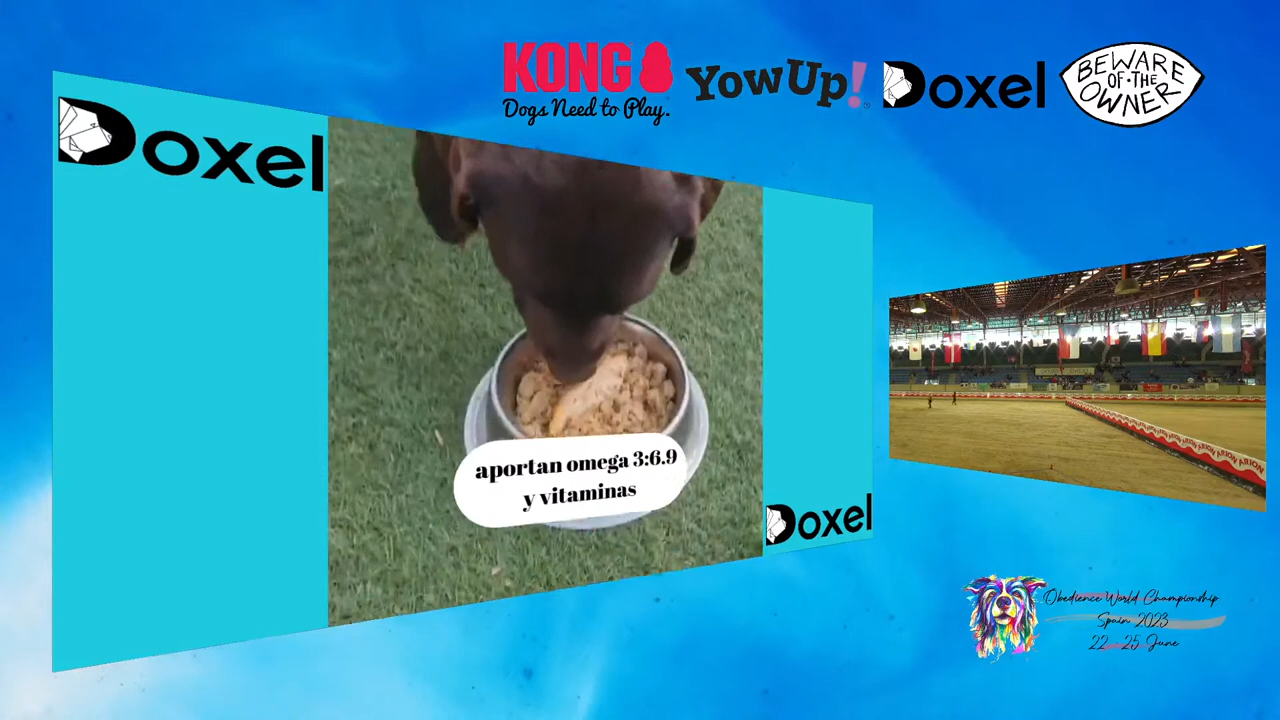 KONG
Dogs Need to Play.
YowUp!
Doxel
BEWARE
OF·THE
OWNER
Doxel
aportan omega 3:6.9
y vitaminas
Doxel
Obedience World Championship
Spain 2023
22 - 25 June